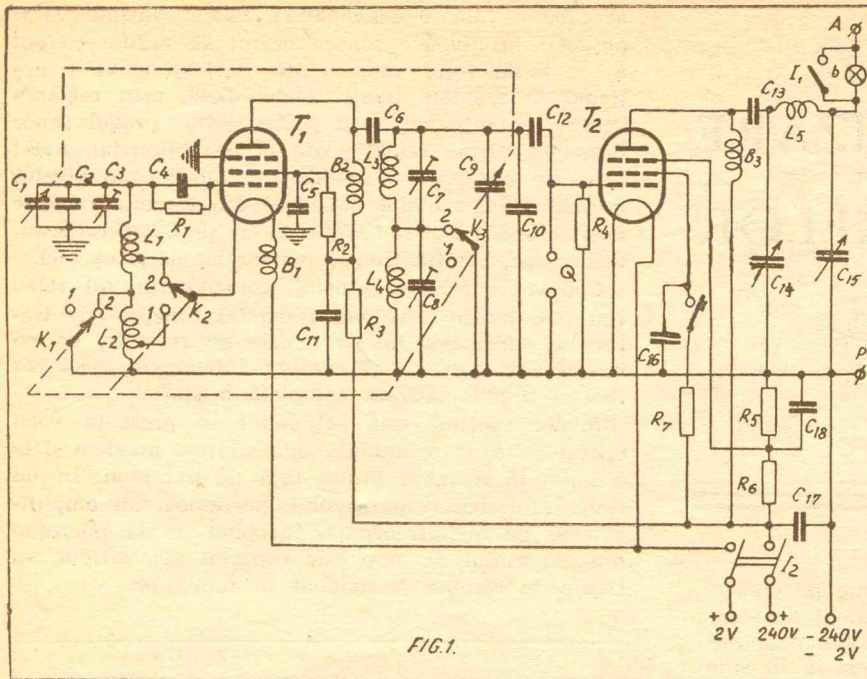 A
I₁
b
C₁₃
L₅
T₁
C₆
C₁₂
T₂
B₃
L₃
B₂
C₁
C₂
C₃
C₄
R₁
C₅
C₇
C₉
K₃
2
1
C₁₀
R₄
R₂
L₁
2
K₂
1
B₁
L₄
C₈
Q
C₁₄
C₁₅
1
2
L₂
K₁
C₁₁
R₃
C₁₆
P
R₇
R₅
C₁₈
R₆
C₁₇
I₂
+
+
2V
240V
- 240V
- 2V
FIG.1.